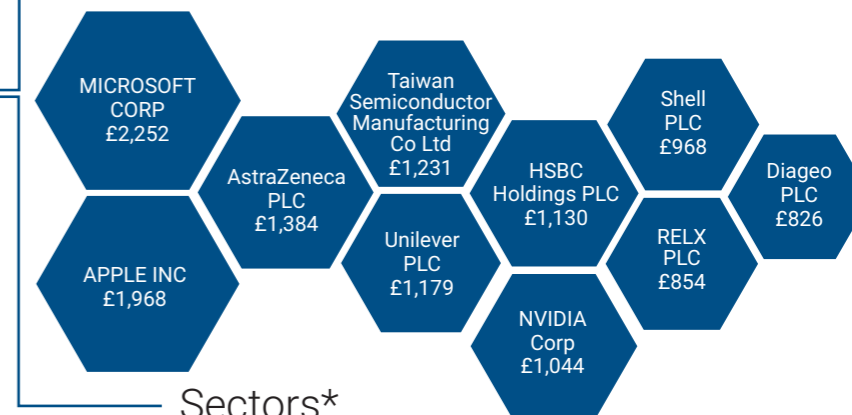 MICROSOFT
CORP
£2,252
APPLE INC
£1,968
AstraZeneca
PLC
£1,384
Taiwan
Semiconductor
Manufacturing
Co Ltd
£1,231
Unilever
PLC
£1,179
HSBC
Holdings PLC
£1,130
NVIDIA
Corp
£1,044
Shell
PLC
£968
RELX
PLC
£854
Diageo
PLC
£826
Sectors*